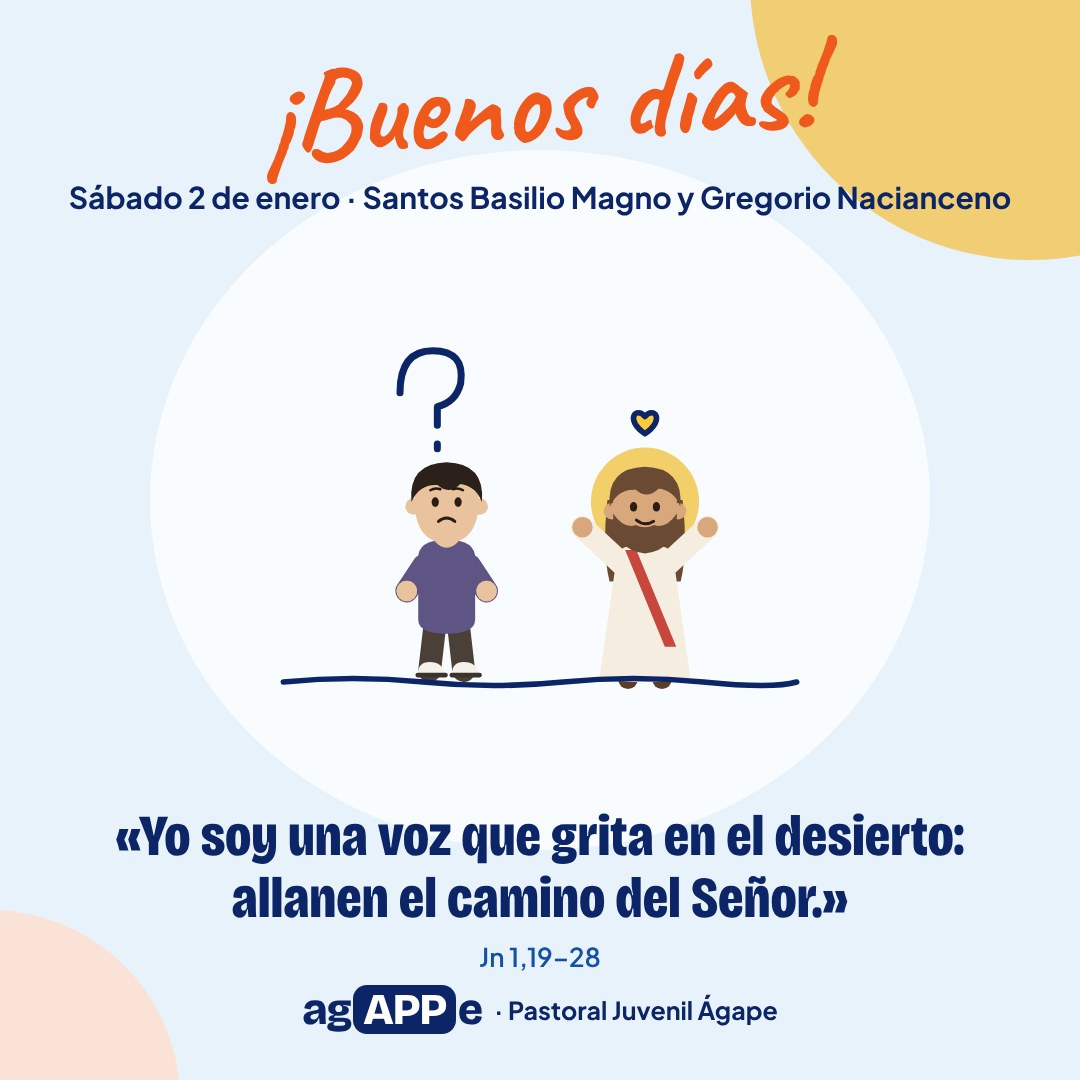 ¡Buenos días!
Sábado 2 de enero · Santos Basilio Magno y Gregorio Nacianceno
?
«Yo soy una voz que grita en el desierto:
allanen el camino del Señor.»
Jn 1,19–28
agAPPe · Pastoral Juvenil Ágape